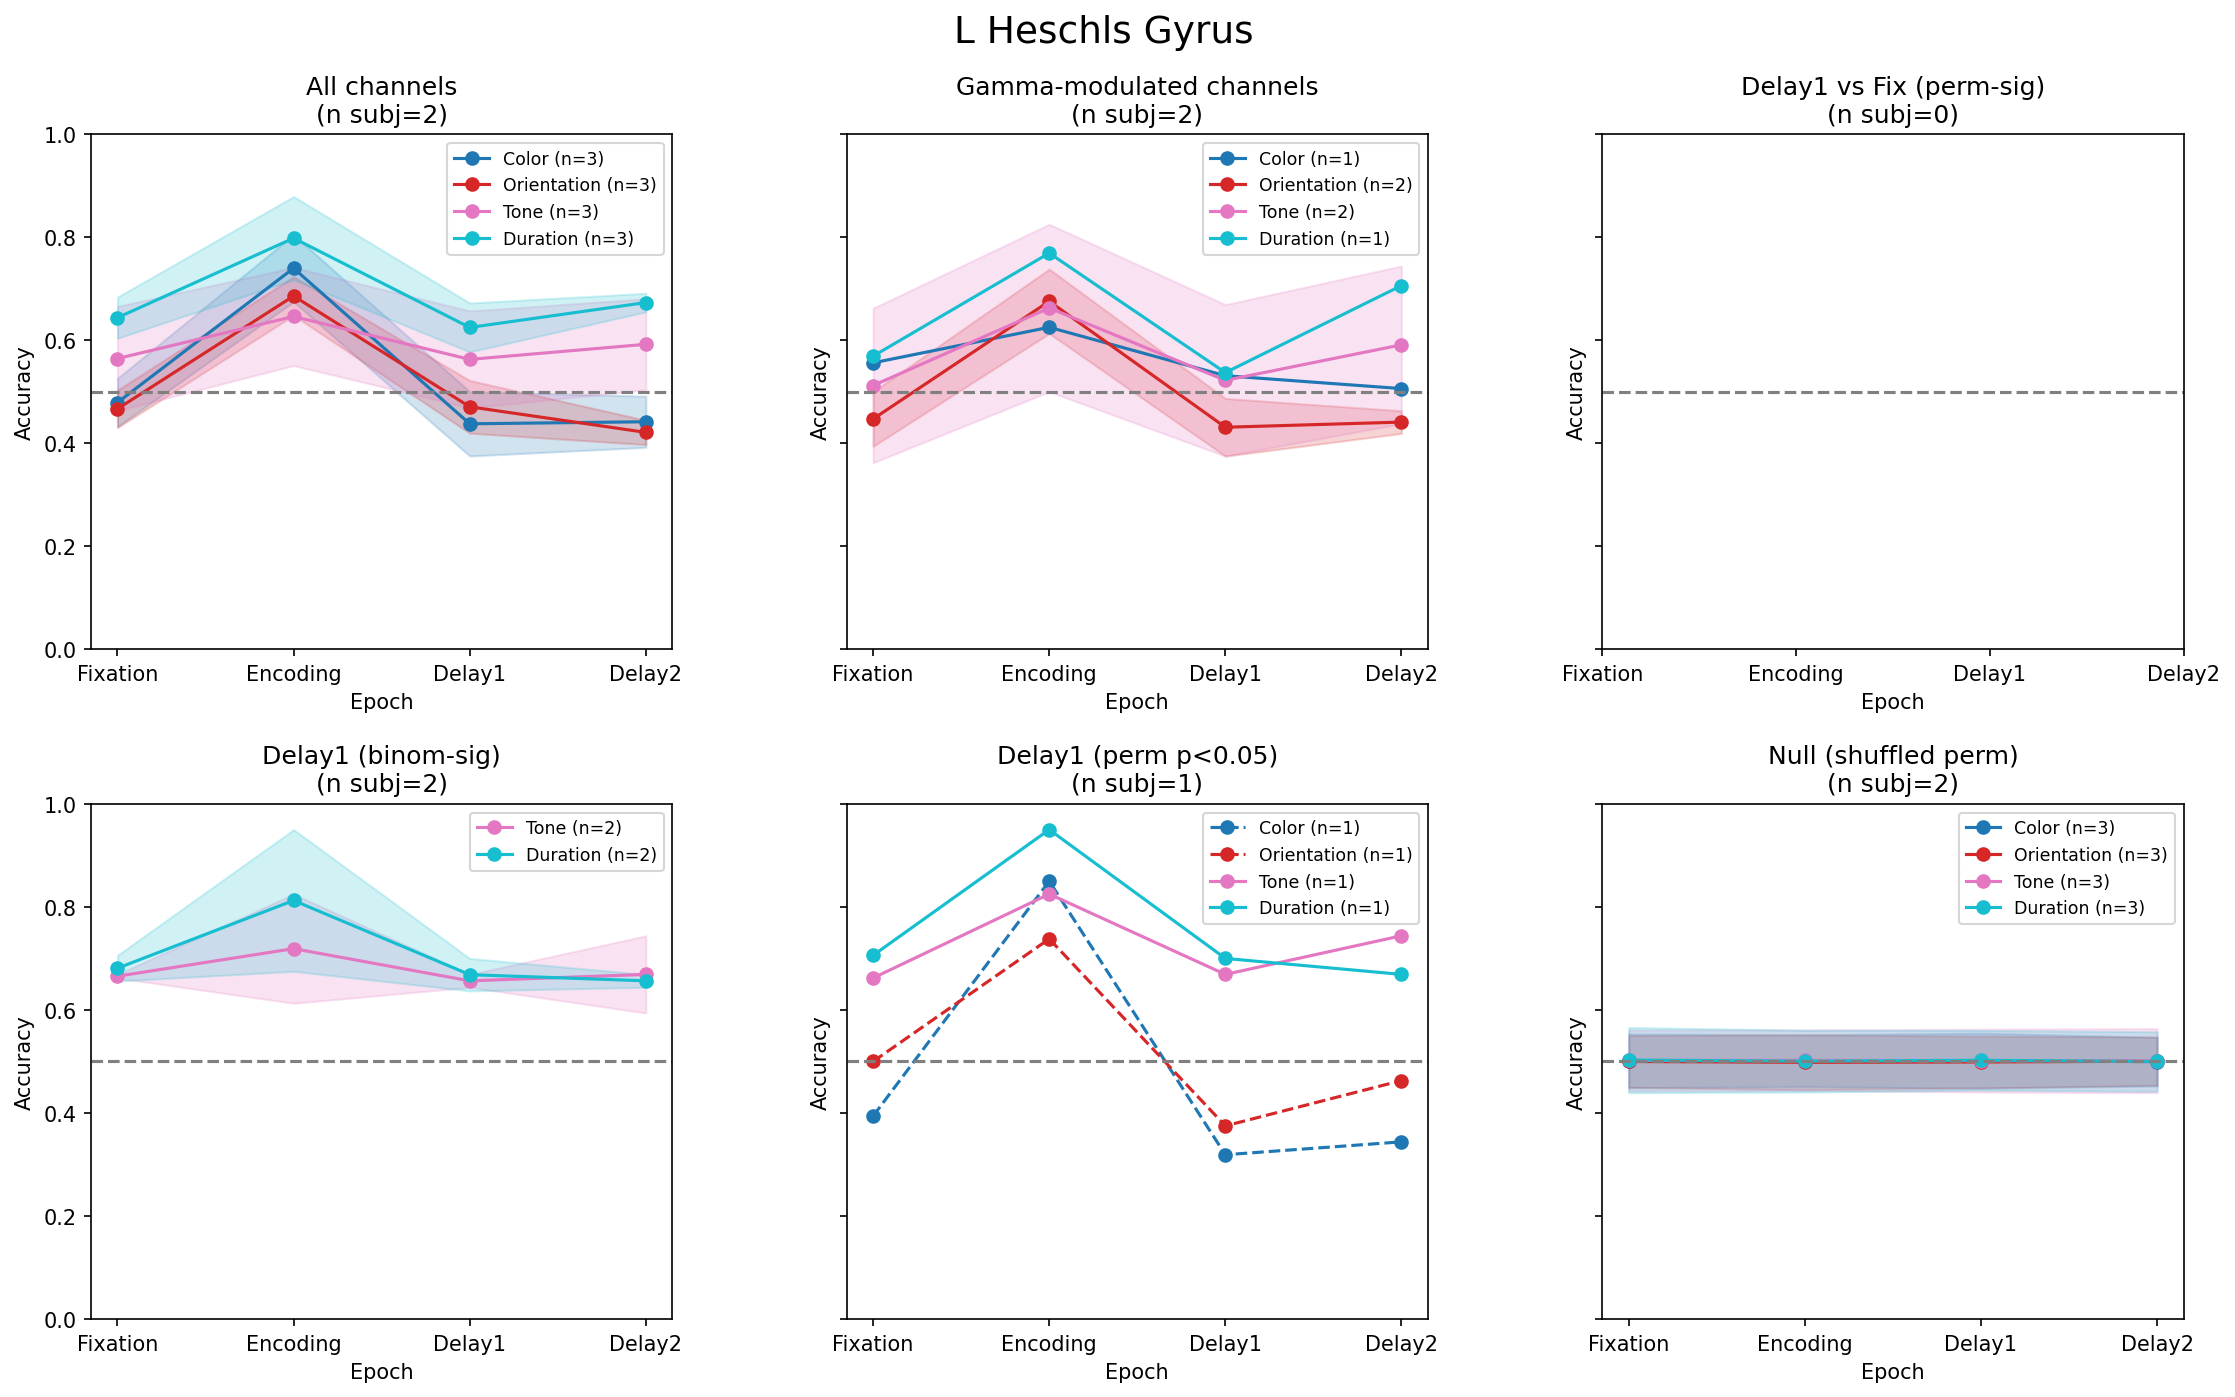 L Heschls Gyrus
All channels
(n subj=2)
Accuracy
1.0
0.8
0.6
0.4
0.2
0.0
Color (n=3)
Orientation (n=3)
Tone (n=3)
Duration (n=3)
Fixation Encoding Delay1 Delay2
Epoch
Gamma-modulated channels
(n subj=2)
Accuracy
Color (n=1)
Orientation (n=2)
Tone (n=2)
Duration (n=1)
Fixation Encoding Delay1 Delay2
Epoch
Delay1 vs Fix (perm-sig)
(n subj=0)
Accuracy
Fixation Encoding Delay1 Delay2
Epoch
Delay1 (binom-sig)
(n subj=2)
Accuracy
1.0
0.8
0.6
0.4
0.2
0.0
Tone (n=2)
Duration (n=2)
Fixation Encoding Delay1 Delay2
Epoch
Delay1 (perm p<0.05)
(n subj=1)
Accuracy
Color (n=1)
Orientation (n=1)
Tone (n=1)
Duration (n=1)
Fixation Encoding Delay1 Delay2
Epoch
Null (shuffled perm)
(n subj=2)
Accuracy
Color (n=3)
Orientation (n=3)
Tone (n=3)
Duration (n=3)
Fixation Encoding Delay1 Delay2
Epoch